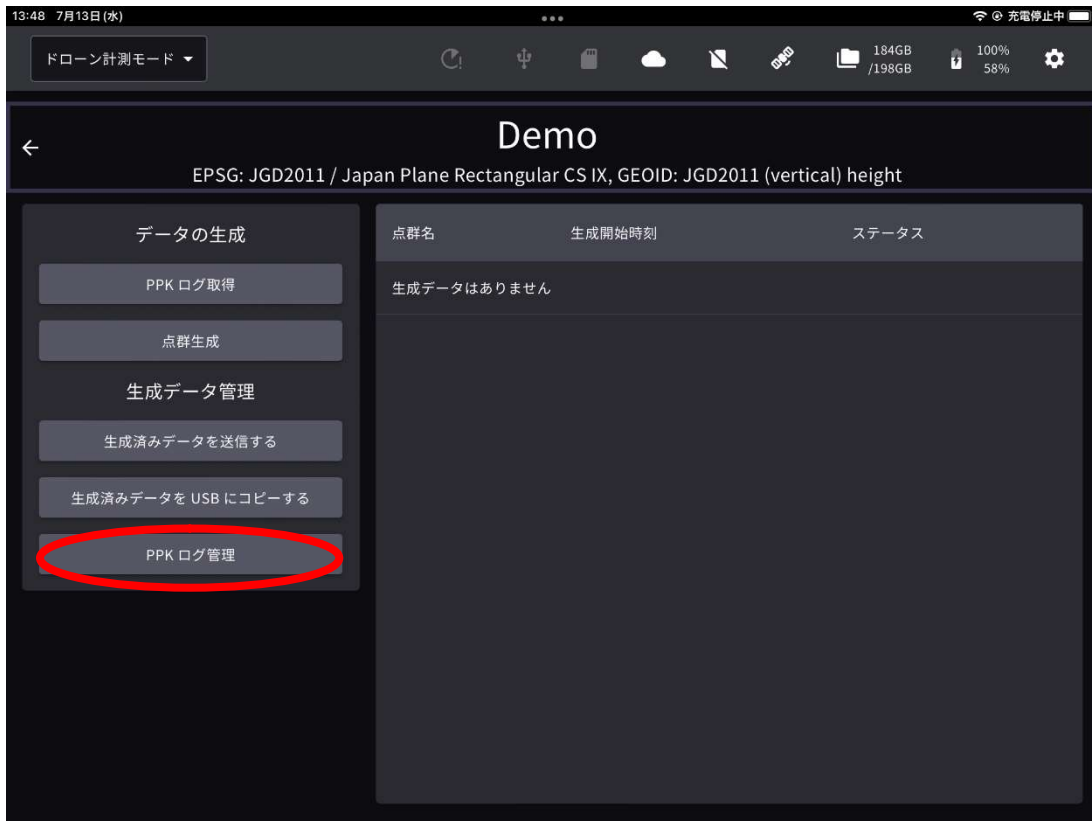 13:48 7月13日(水)
充電停止中
ドローン計測モード
184GB
/198GB
100%
58%
Demo
EPSG: JGD2011 / Japan Plane Rectangular CS IX, GEOID: JGD2011 (vertical) height
データの生成
PPK ログ取得
点群生成
生成データ管理
生成済みデータを送信する
生成済みデータを USB にコピーする
PPK ログ管理
点群名 生成開始時刻 ステータス
生成データはありません